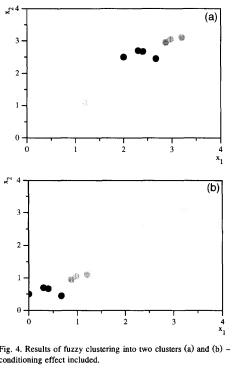 x2
4
(a)
3
2
1
0
0 1 2 3 4
x1
x2
4
(b)
3
2
1
0
0 1 2 3 4
x1
Fig. 4. Results of fuzzy clustering into two clusters (a) and (b) –
conditioning effect included.